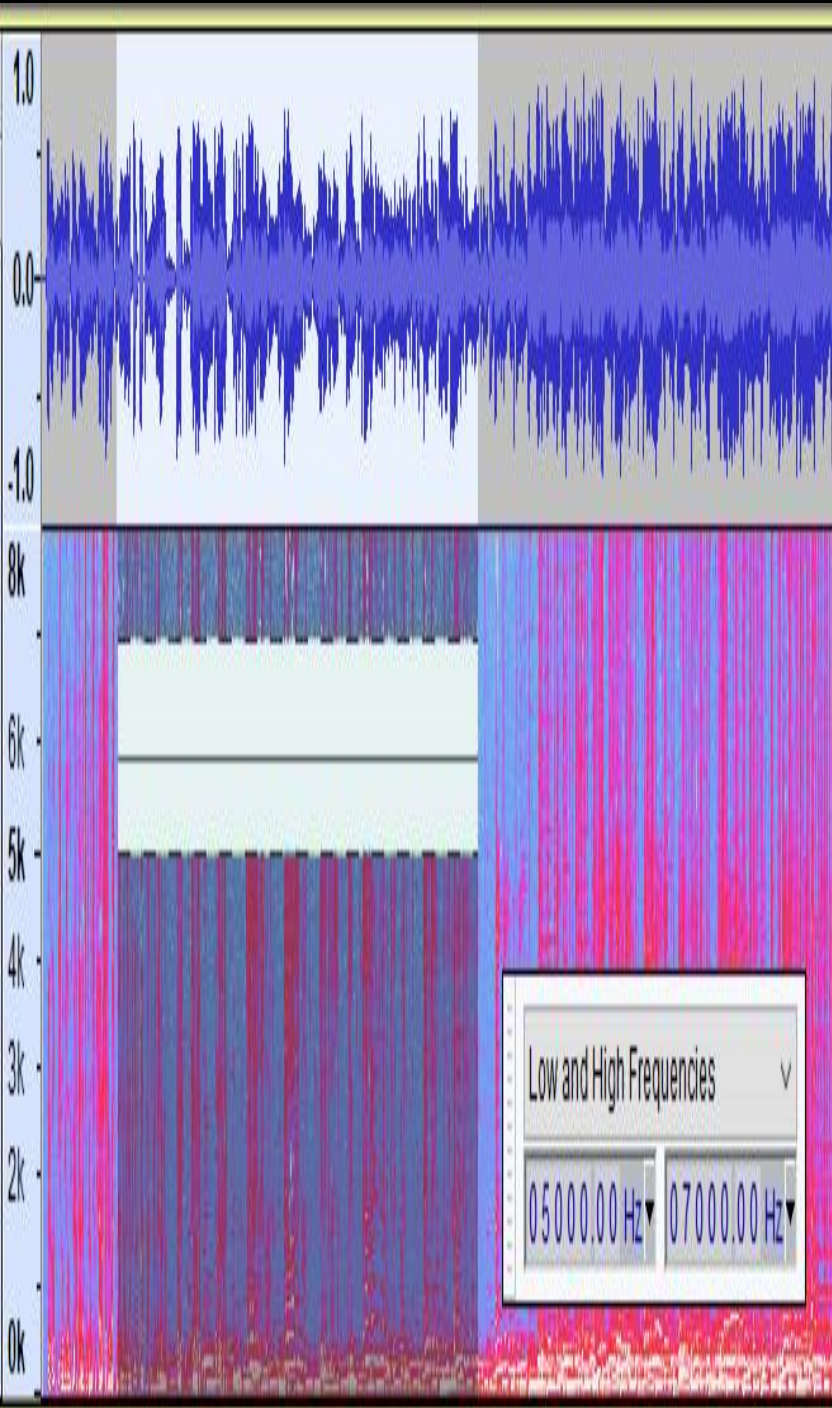 1.0
0.0
-1.0
8k
6k
5k
4k
3k
2k
0k
Low and High Frequencies
05000.00 Hz 07000.00 Hz